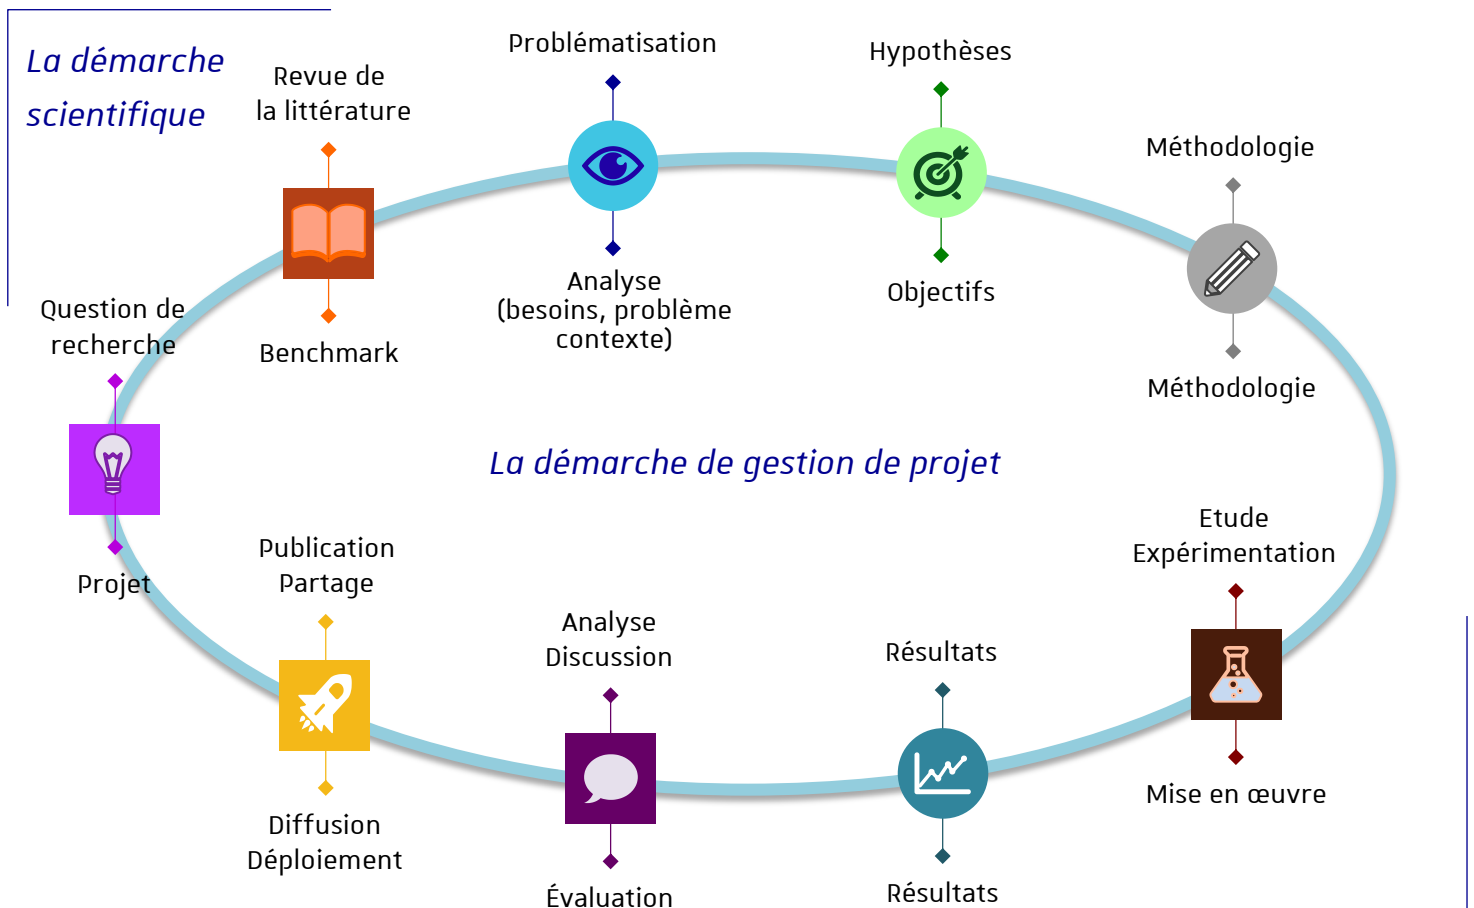 La démarche
scientifique
Revue de
la littérature
Benchmark
Problématisation
Analyse
(besoins, problème
contexte)
Hypothèses
Objectifs
Méthodologie
Méthodologie
Question de
recherche
Projet
La démarche de gestion de projet
Etude
Expérimentation
Mise en œuvre
Résultats
Résultats
Analyse
Discussion
Évaluation
Publication
Partage
Diffusion
Déploiement